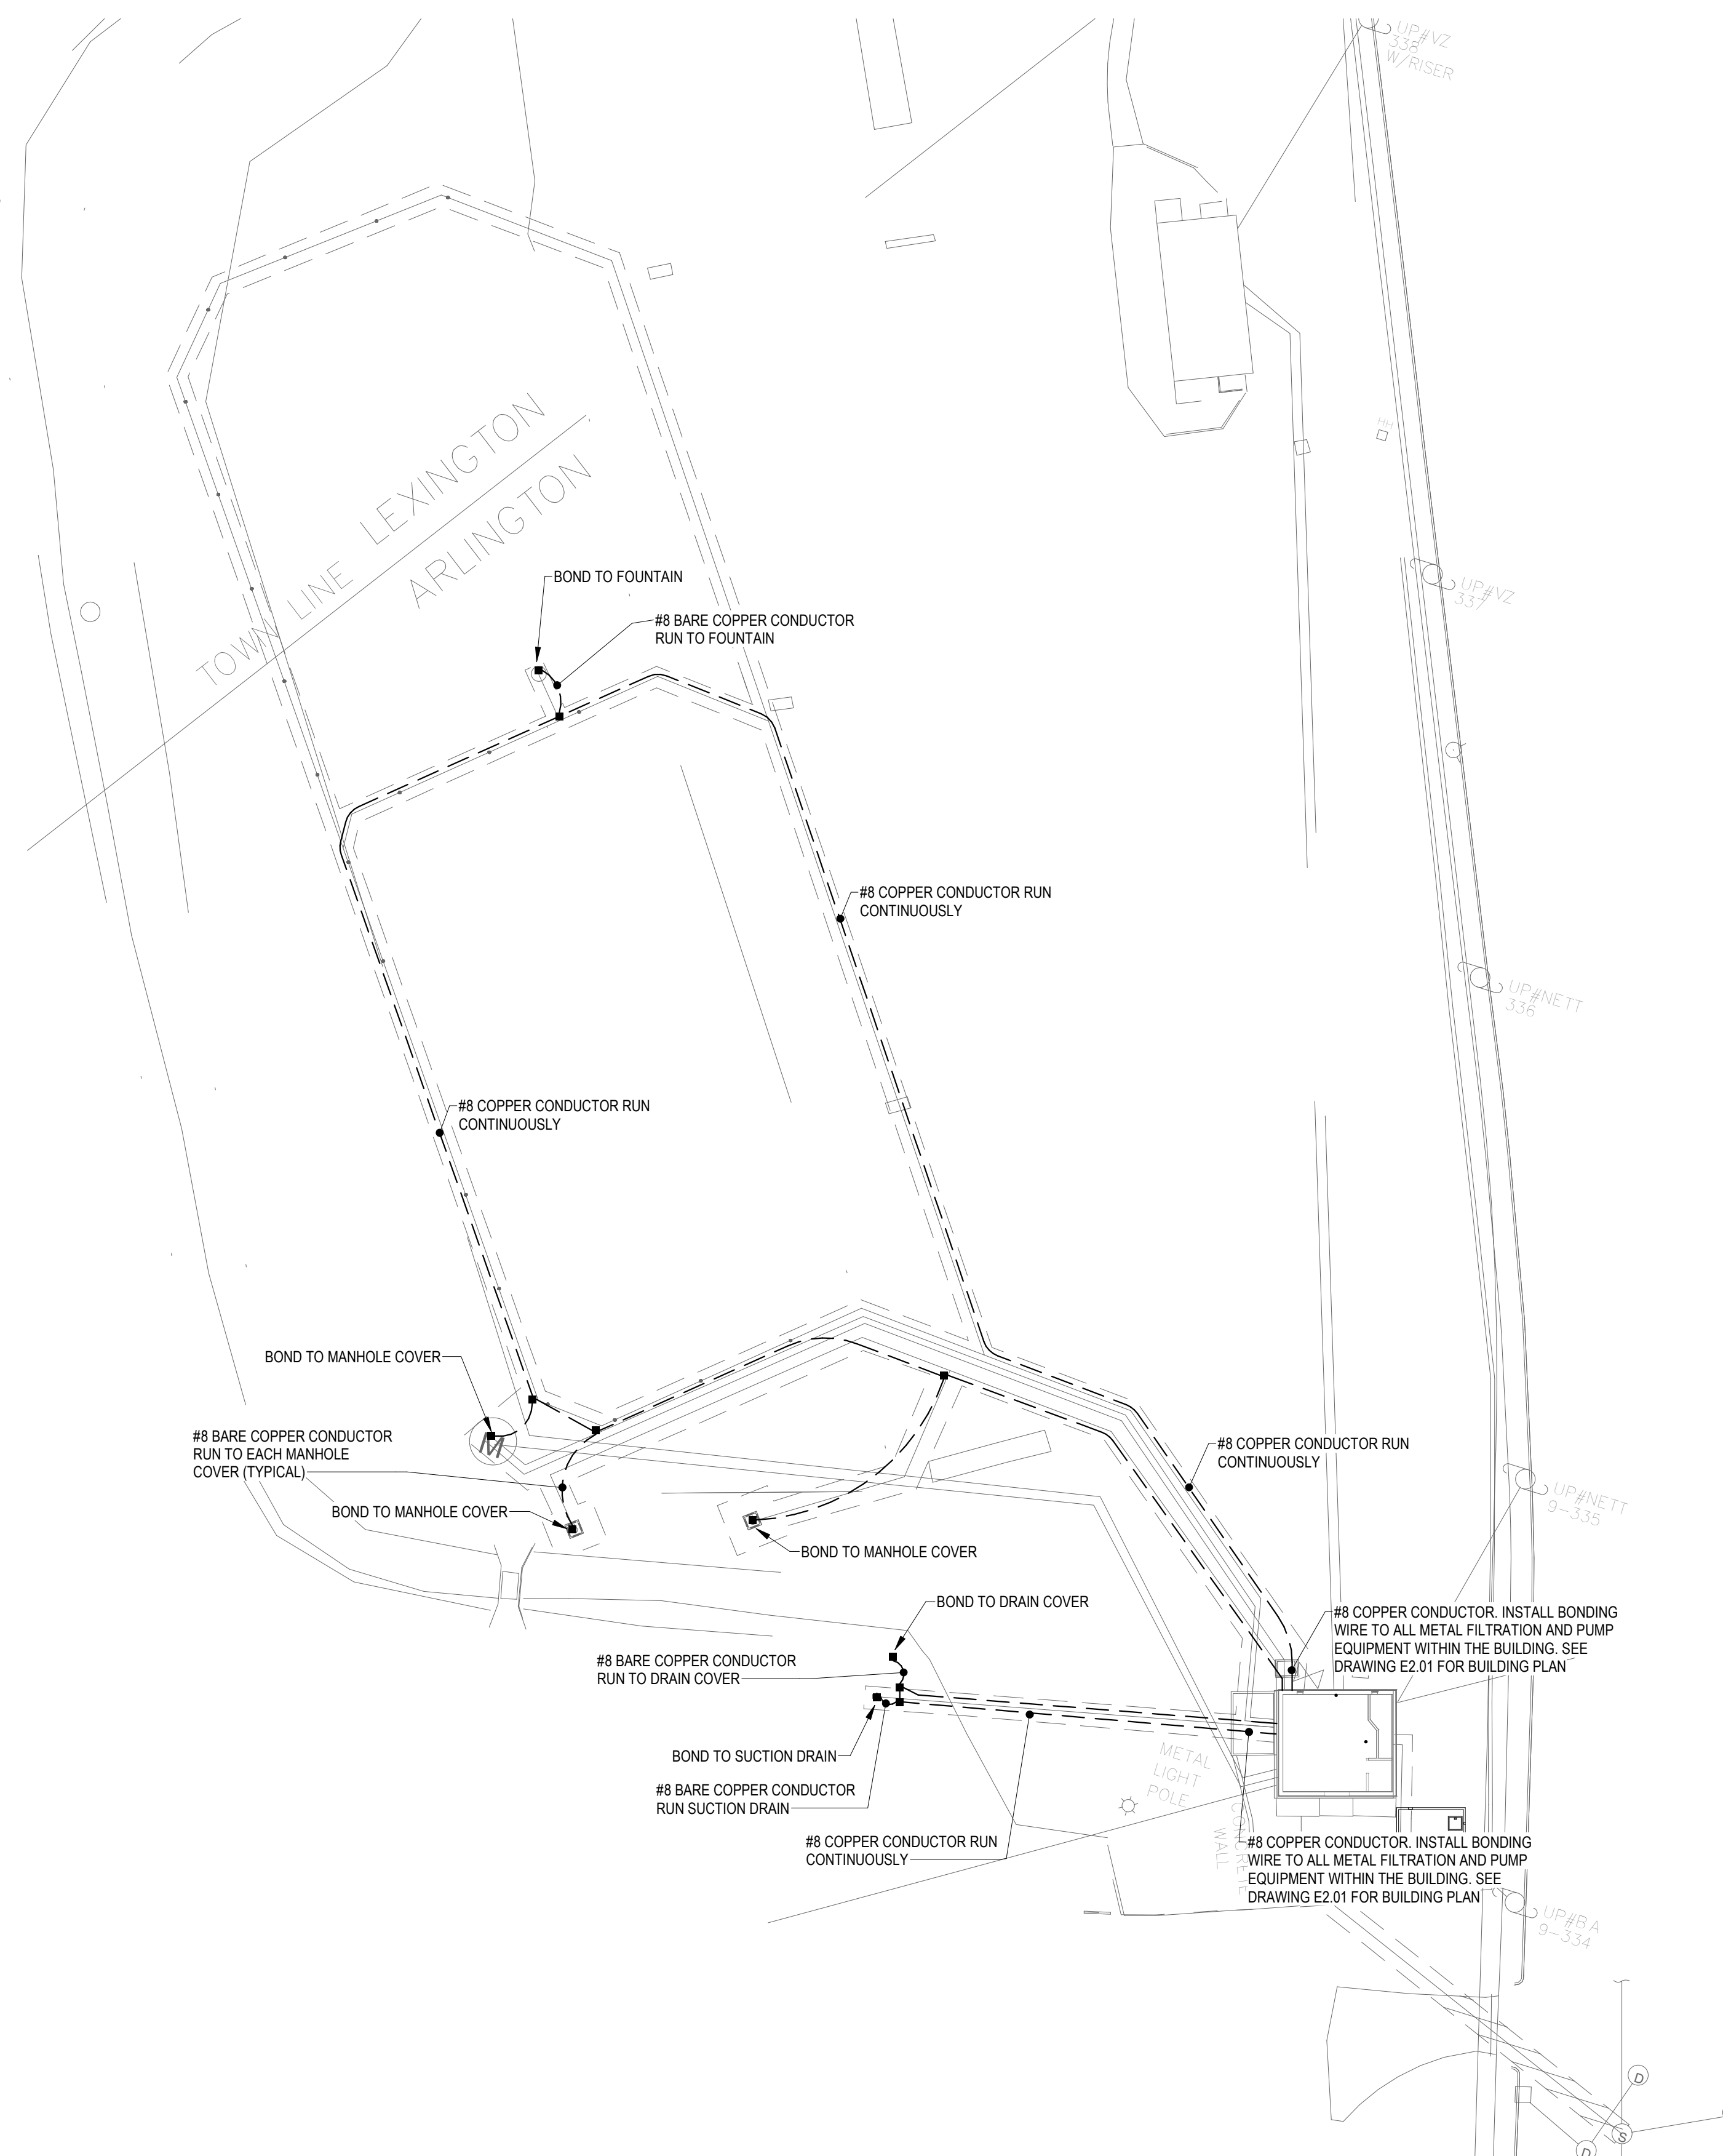 UP#VZ
338
W/RISER
HH
TOWN LINE
LEXINGTON
ARLINGTON
BOND TO FOUNTAIN
#8 BARE COPPER CONDUCTOR
RUN TO FOUNTAIN
UP#VZ
337
#8 COPPER CONDUCTOR RUN
CONTINUOUSLY
UP#NETT
336
#8 COPPER CONDUCTOR RUN
CONTINUOUSLY
BOND TO MANHOLE COVER
M
#8 BARE COPPER CONDUCTOR
RUN TO EACH MANHOLE
COVER (TYPICAL)
BOND TO MANHOLE COVER
BOND TO MANHOLE COVER
#8 COPPER CONDUCTOR RUN
CONTINUOUSLY
UP#NETT
9-335
BOND TO DRAIN COVER
#8 BARE COPPER CONDUCTOR
RUN TO DRAIN COVER
#8 COPPER CONDUCTOR. INSTALL BONDING
WIRE TO ALL METAL FILTRATION AND PUMP
EQUIPMENT WITHIN THE BUILDING. SEE
DRAWING E2.01 FOR BUILDING PLAN
BOND TO SUCTION DRAIN
#8 BARE COPPER CONDUCTOR
RUN SUCTION DRAIN
METAL
LIGHT
POLE
CONCRETE
WALL
#8 COPPER CONDUCTOR RUN
CONTINUOUSLY
#8 COPPER CONDUCTOR. INSTALL BONDING
WIRE TO ALL METAL FILTRATION AND PUMP
EQUIPMENT WITHIN THE BUILDING. SEE
DRAWING E2.01 FOR BUILDING PLAN
UP#BA
9-334
D
S
D